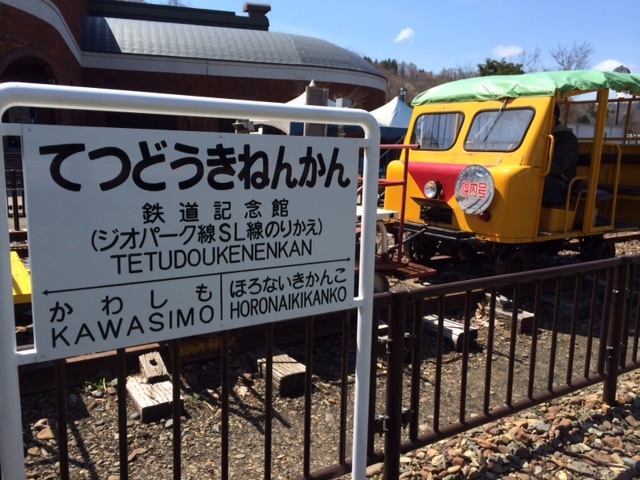 てつどうきねんかん
鉄道記念館
(ジオパーク線SL線のりかえ)
TETUDOUKENENKAN
かわしも
KAWASIMO
ほろないきかんこ
HORONAIKIKANKO
幌内号